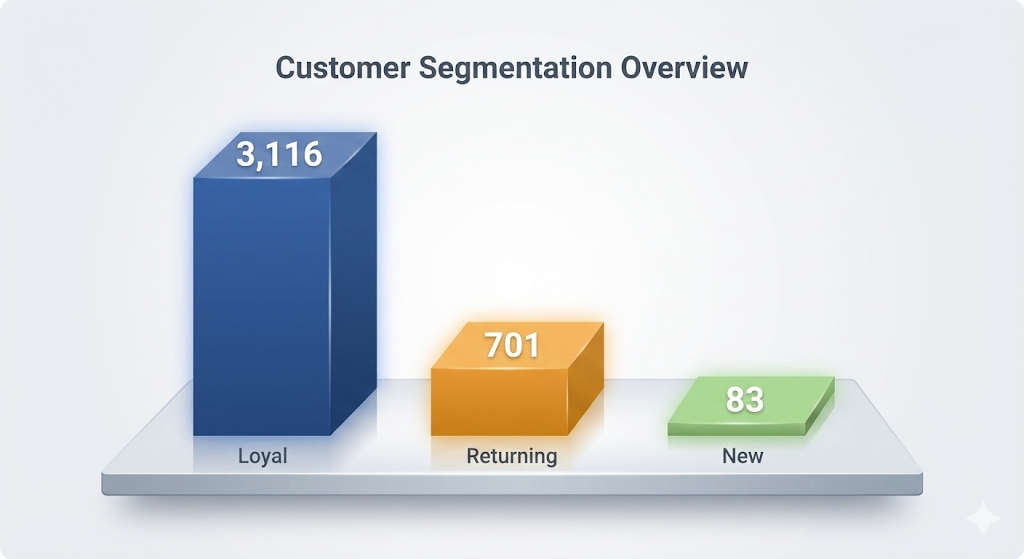 Customer Segmentation Overview
3,116
701
83
Loyal
Returning
New